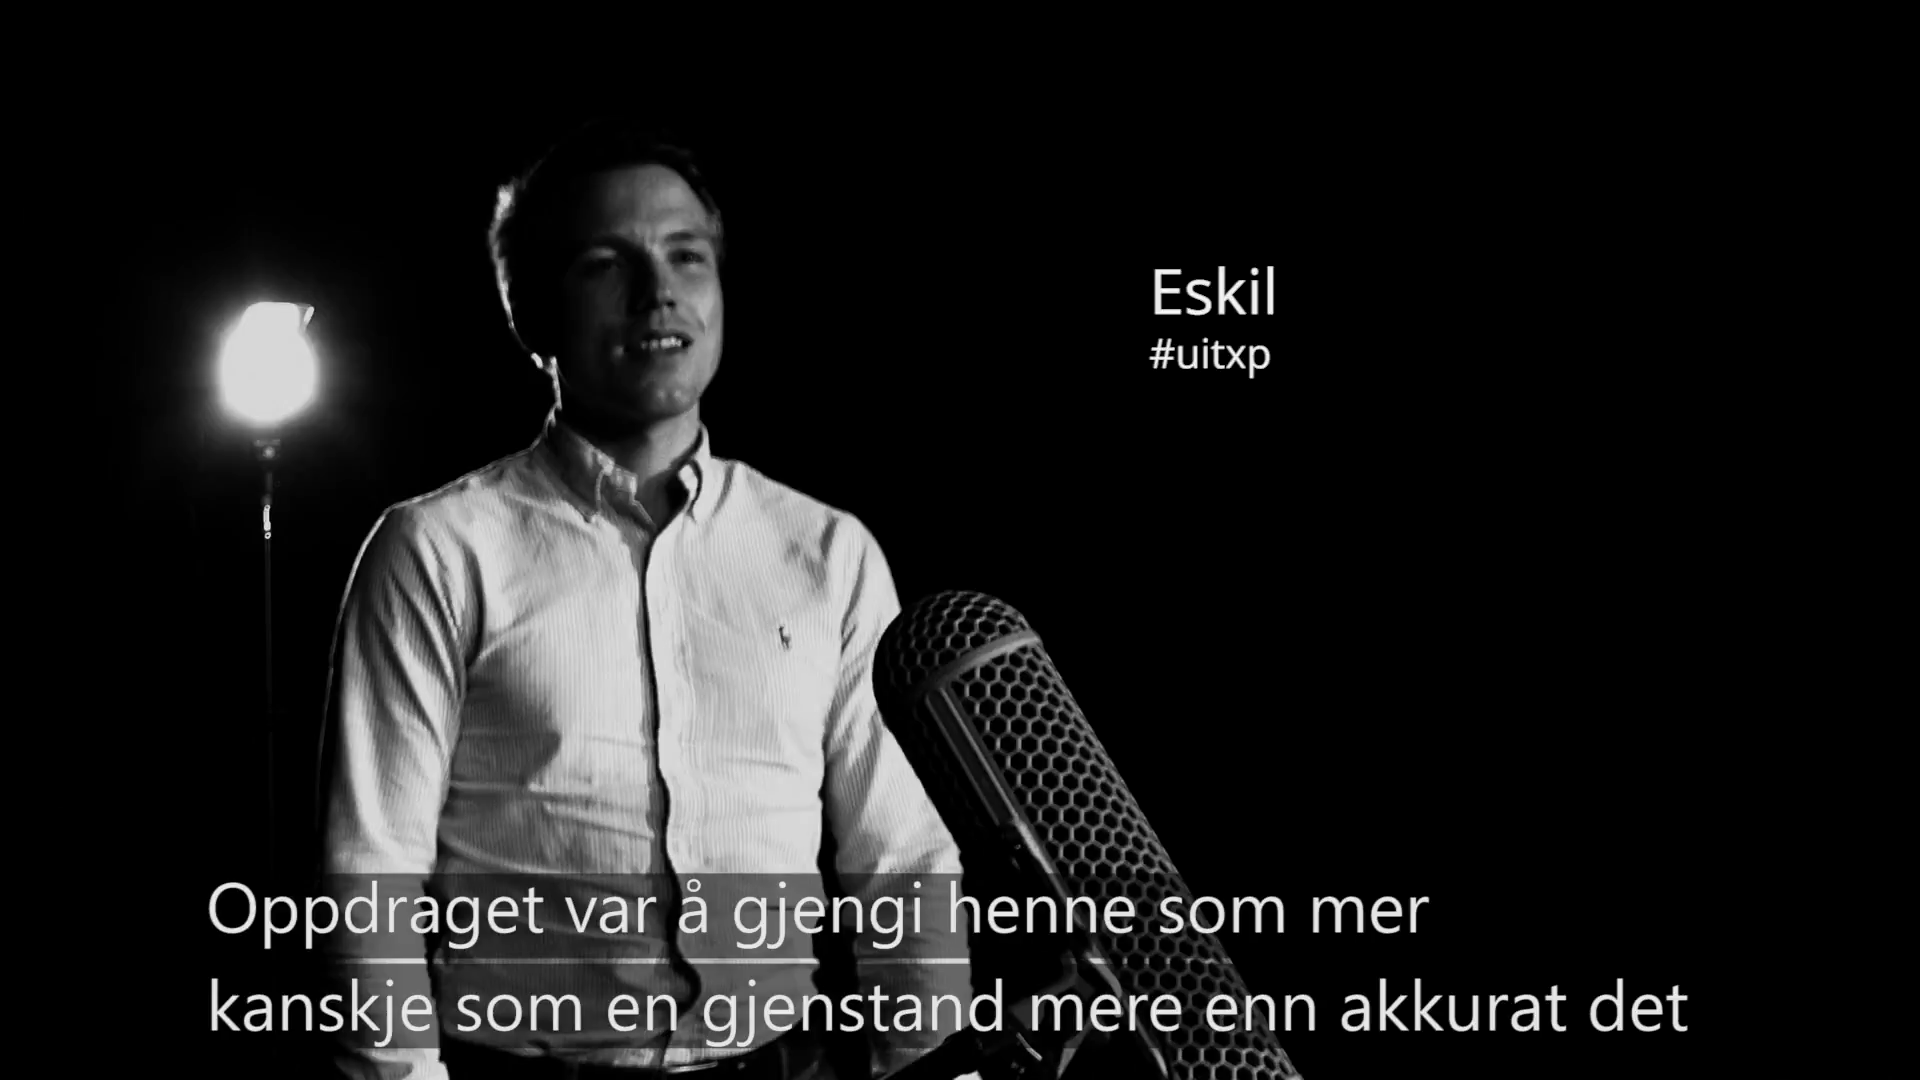 Eskil
#uitxp
Oppdraget var å gjengi henne som mer
kanskje som en gjenstand mere enn akkurat det